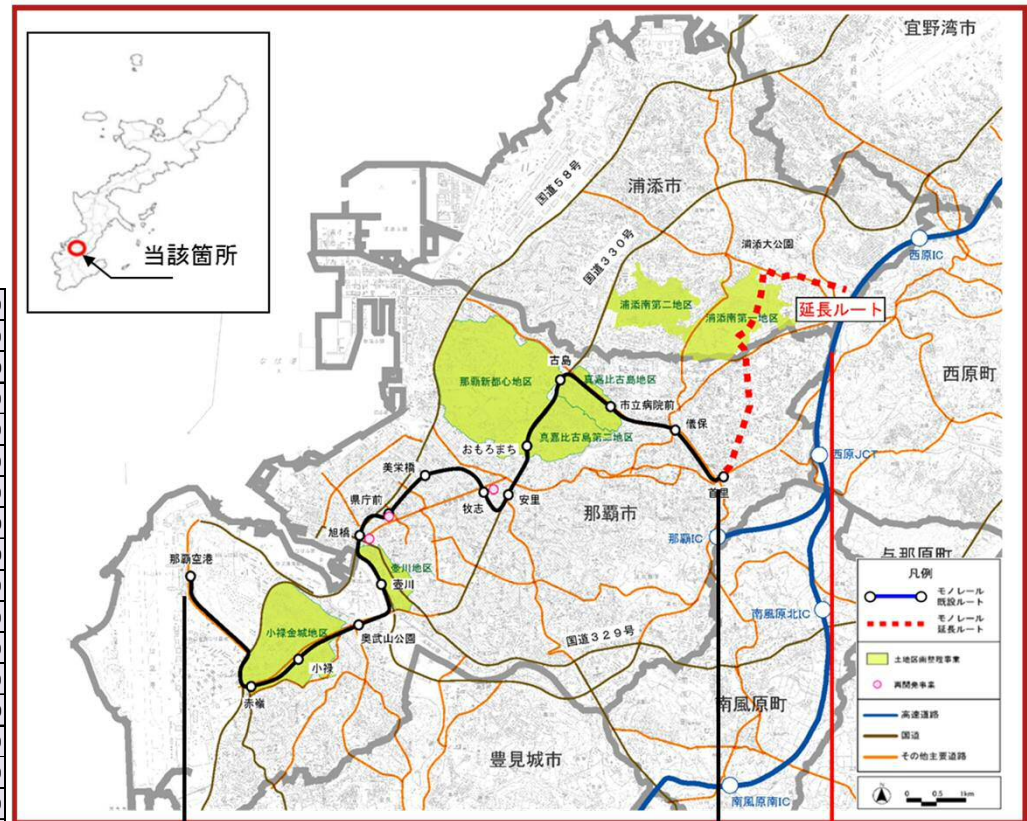 宜野湾市
国道58号
浦添市
当該箇所
国道330号
浦添大公園
西原IC
浦添南第二地区
浦添南第一地区
延長ルート
古島
那覇新都心地区
真嘉比古島地区
西原町
市立病院前
儀保
おもろまち
真嘉比古島第二地区
西原JCT
美栄橋
首里
県庁前
牧志
安里
那覇市
旭橋
那覇IC
与那原町
那覇空港
壺川地区
壺川
凡例
モノレール
既設ルート
南風原北IC
モノレール
延長ルート
奥武山公園
小禄金城地区
国道329号
小禄
土地区画整理事業
赤嶺
再開発事業
南風原町
高速道路
国道
豊見城市
その他主要道路
南風原南IC
0 0.5 1km